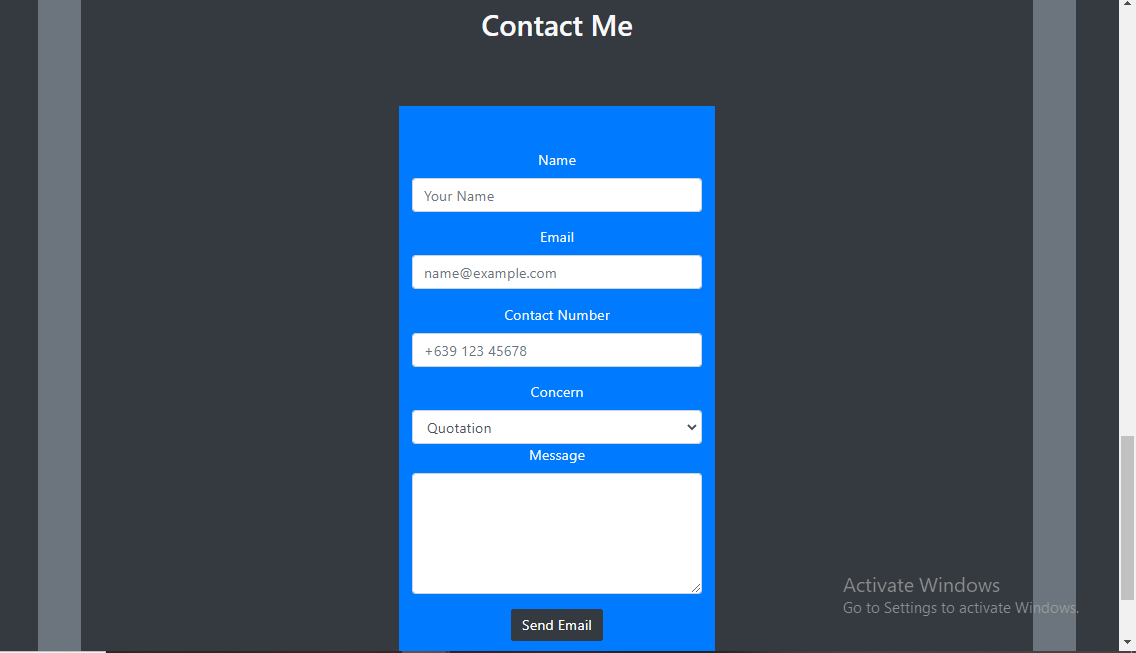 Contact Me
Name
Your Name
Email
name@example.com
Contact Number
+639 123 45678
Concern
Quotation
Message
Send Email
Activate Windows
Go to Settings to activate Windows.